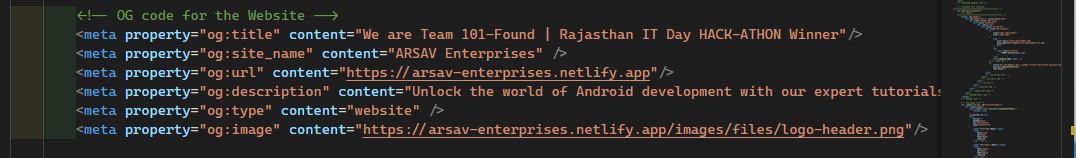 <!-- OG code for the Website -->
<meta property="og:title" content="We are Team 101-Found | Rajasthan IT Day HACK-ATHON Winner"/>
<meta property="og:site_name" content="ARSAV Enterprises" />
<meta property="og:url" content="https://arsav-enterprises.netlify.app"/>
<meta property="og:description" content="Unlock the world of Android development with our expert tutorials
<meta property="og:type" content="website" />
<meta property="og:image" content="https://arsav-enterprises.netlify.app/images/files/logo-header.png"/>